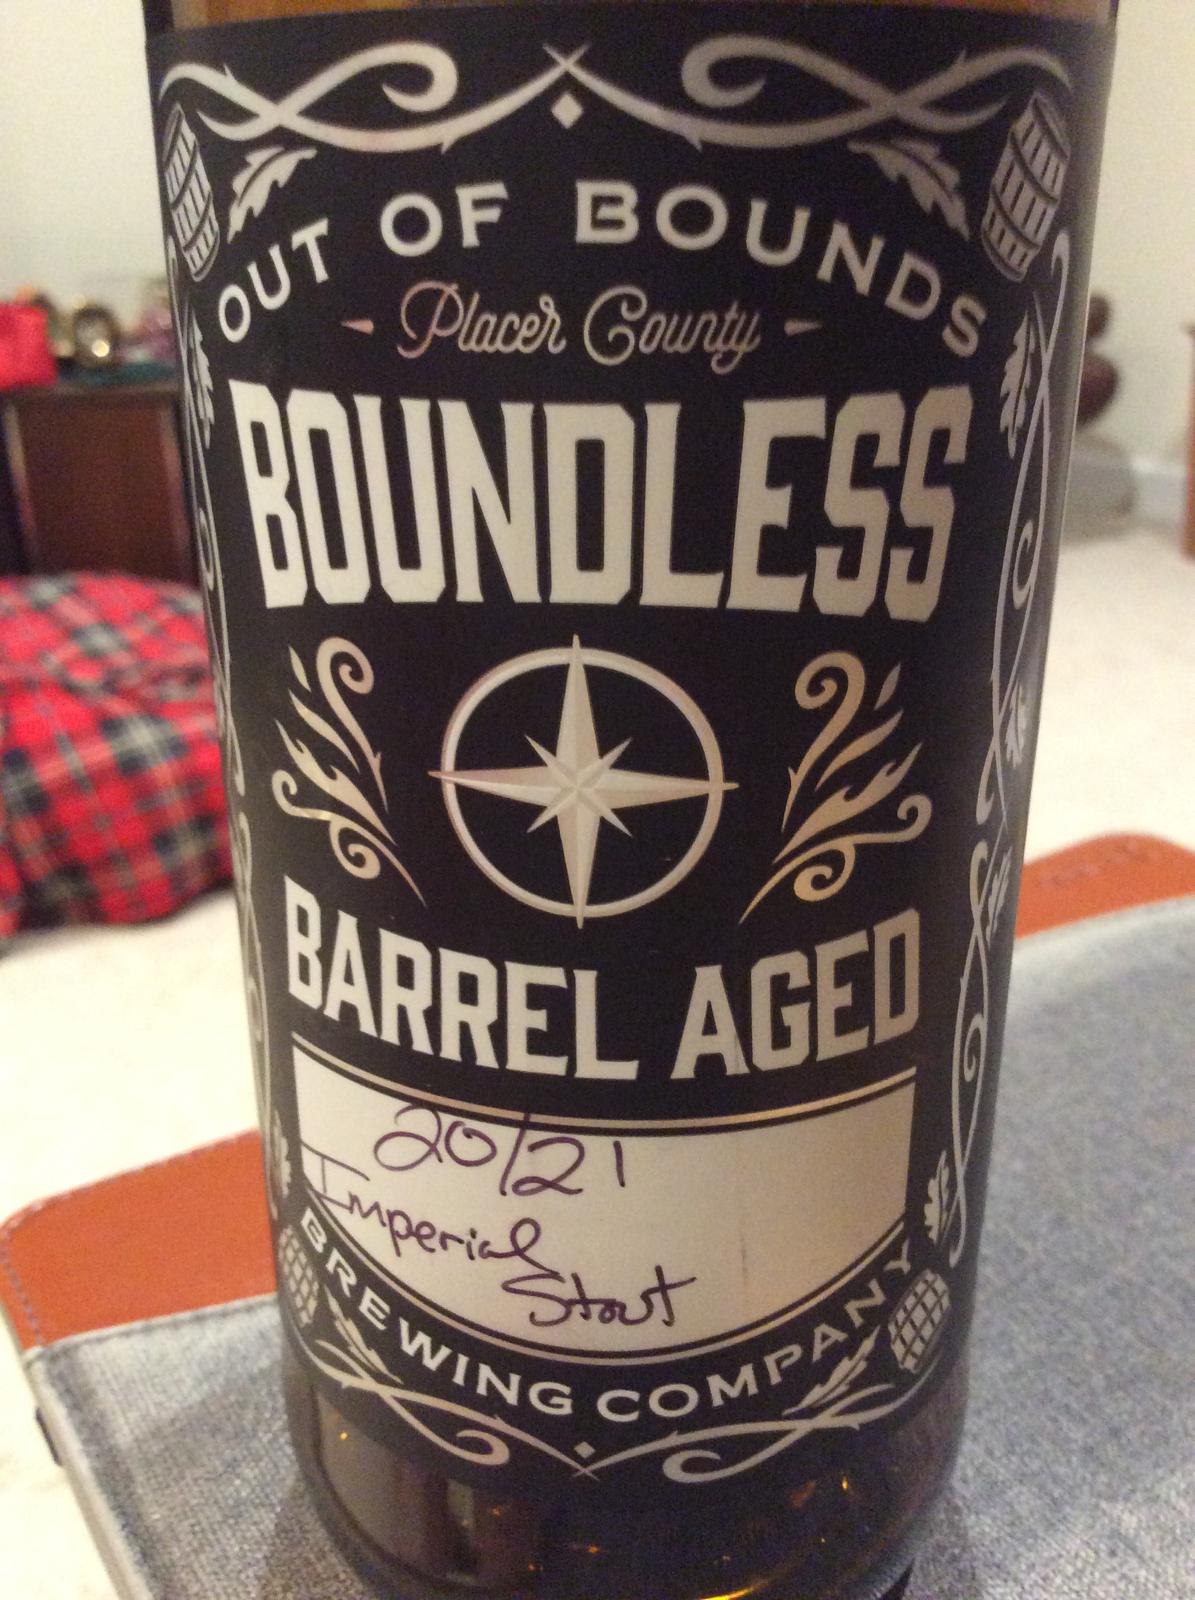 OUT OF BOUNDS
Placer County
BOUNDLESS
BARREL AGED
20/21
Imperial
Stout
BREWING COMPANY